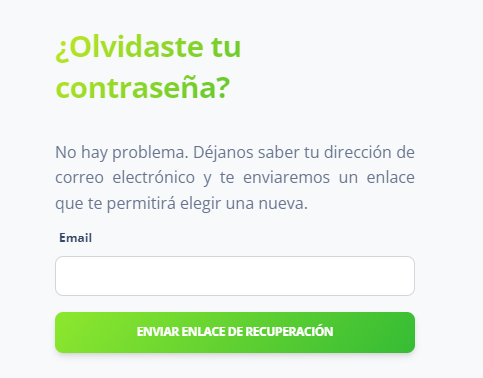 ¿Olvidaste tu
contraseña?
No hay problema. Déjanos saber tu dirección de
correo electrónico y te enviaremos un enlace
que te permitirá elegir una nueva.
Email
ENVIAR ENLACE DE RECUPERACIÓN